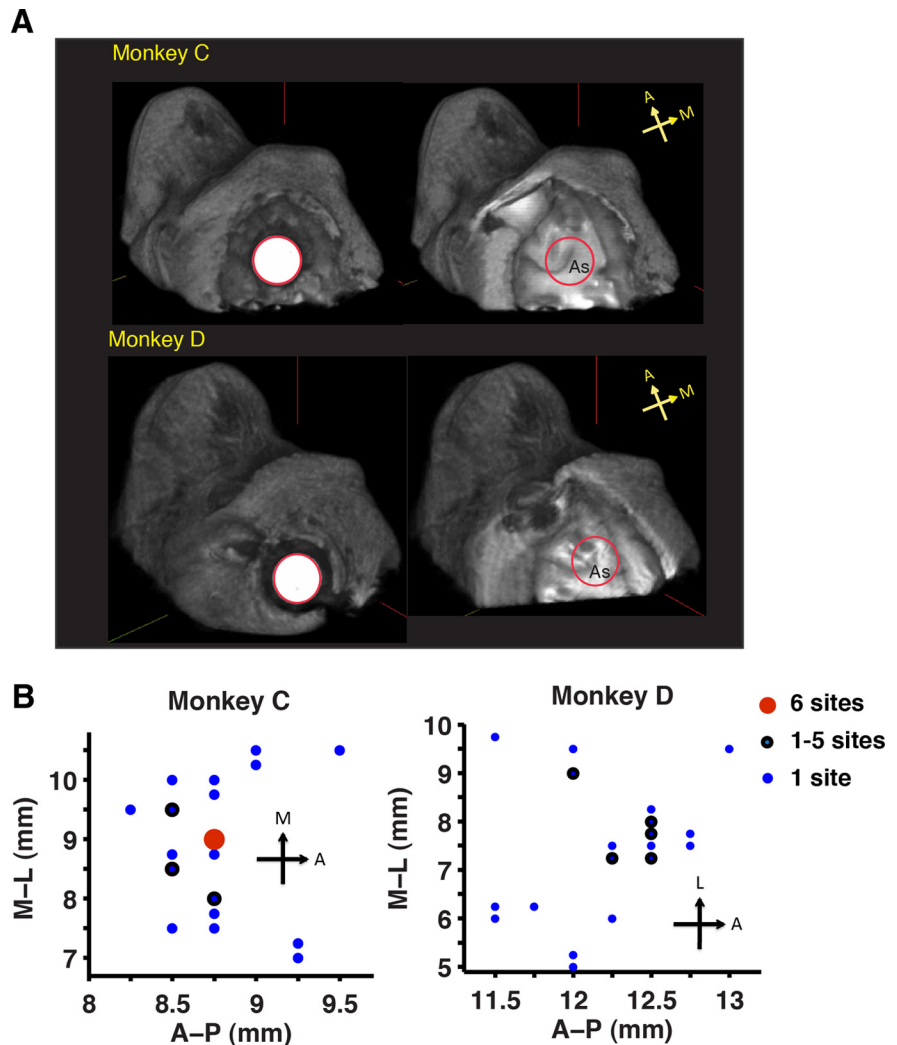 A
Monkey C
A
M
As
Monkey D
A
M
As
B
Monkey C
M–L (mm)
10
9
8
7
8
8.5
9
9.5
A–P (mm)
M
A
Monkey D
M–L (mm)
10
9
8
7
6
5
11.5
12
12.5
13
A–P (mm)
L
A
6 sites
1-5 sites
1 site